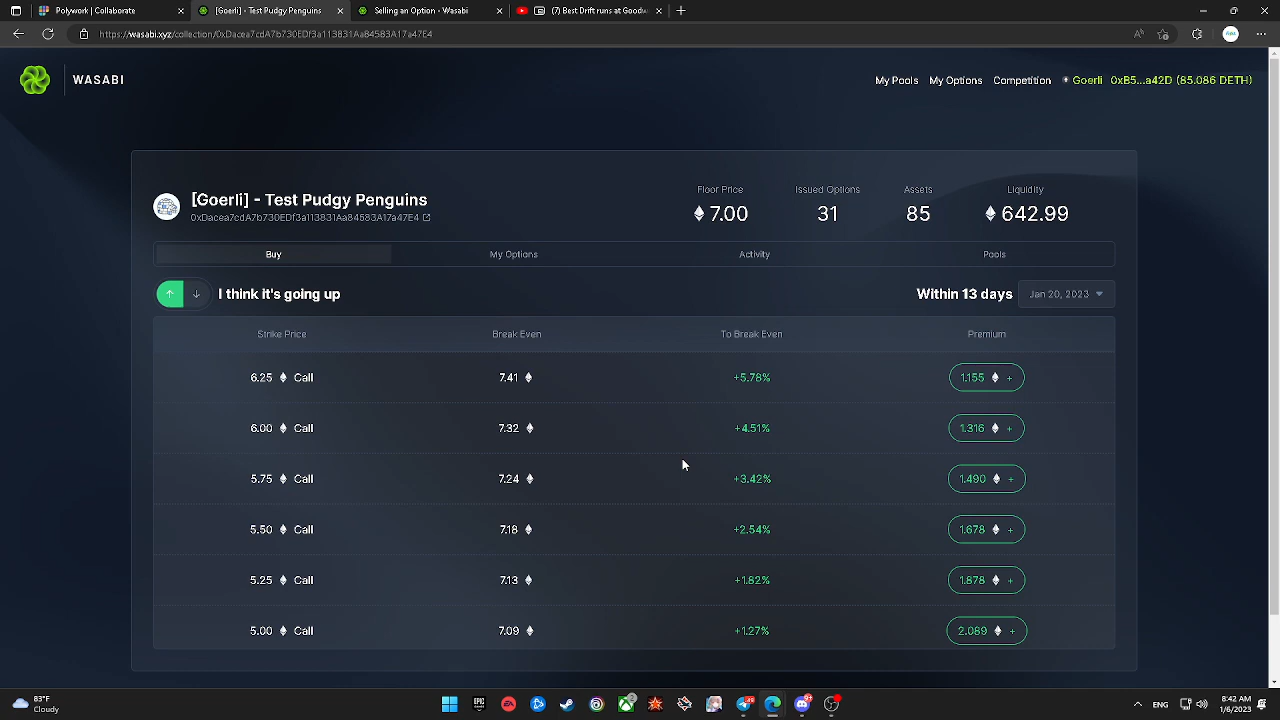 Polywork | Collaborate
[Goerli] - Test Pudgy Penguins
Selling an Option - Wasabi
(7) Best Drift runs at Goodw
https://wasabi.xyz/collection/0xDacea7cdA7b730EDf3a113831Aa84583A17a47E4
WASABI
My Pools My Options Competition Goerli 0xB5...a42D (85.086 DETH)
[Goerli] - Test Pudgy Penguins
0xDacea7cdA7b730EDf3a113831Aa84583A17a47E4
Floor Price Issued Options Assets Liquidity
7.00 31 85 642.99
Buy My Options Activity Pools
I think it's going up
Within 13 days Jan 20, 2023
Strike Price Break Even To Break Even Premium
6.25 Call 7.41 +5.78% 1.155 +
6.00 Call 7.32 +4.51% 1.316 +
5.75 Call 7.24 +3.42% 1.490 +
5.50 Call 7.18 +2.54% 1.678 +
5.25 Call 7.13 +1.82% 1.878 +
5.00 Call 7.09 +1.27% 2.089 +
83°F
Cloudy
ENG
8:42 AM
1/6/2023